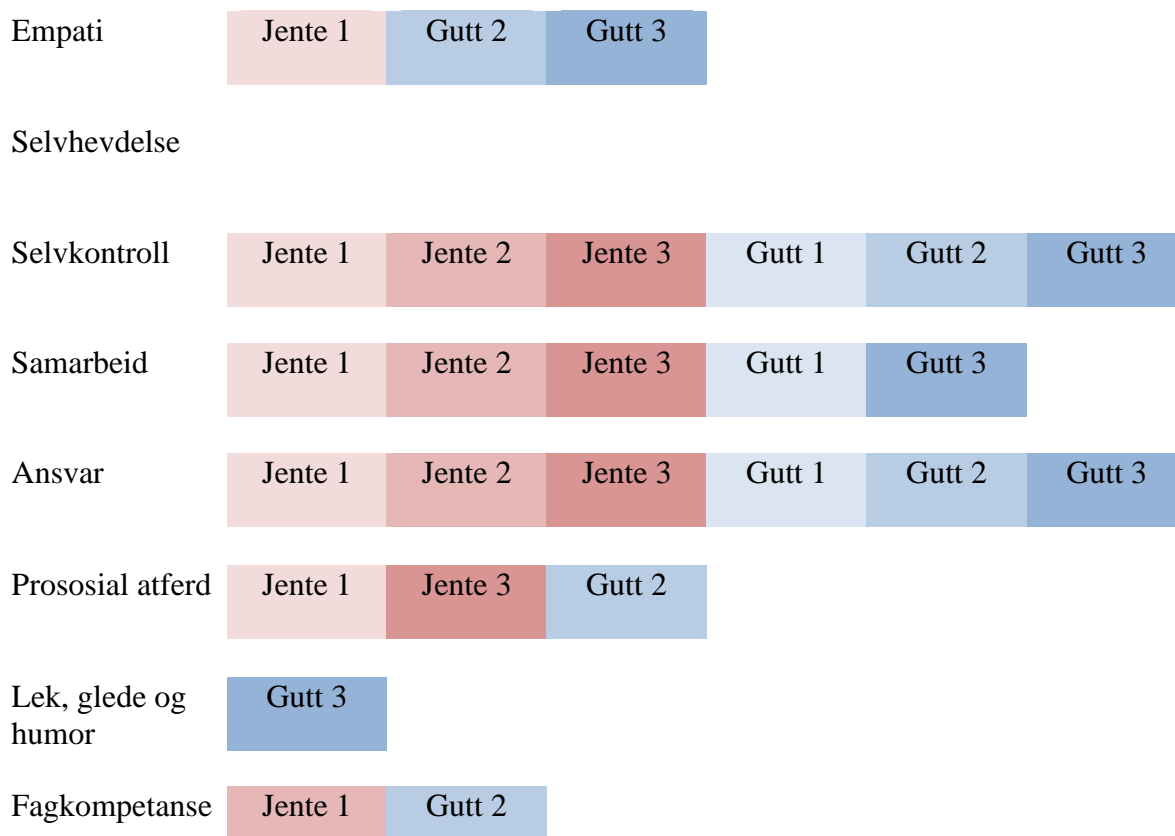 Empati Jente 1 Gutt 2 Gutt 3
Selvhevdelse
Selvkontroll Jente 1 Jente 2 Jente 3 Gutt 1 Gutt 2 Gutt 3
Samarbeid Jente 1 Jente 2 Jente 3 Gutt 1 Gutt 3
Ansvar Jente 1 Jente 2 Jente 3 Gutt 1 Gutt 2 Gutt 3
Prososial atferd Jente 1 Jente 3 Gutt 2
Lek, glede og Gutt 3
humor
Fagkompetanse Jente 1 Gutt 2